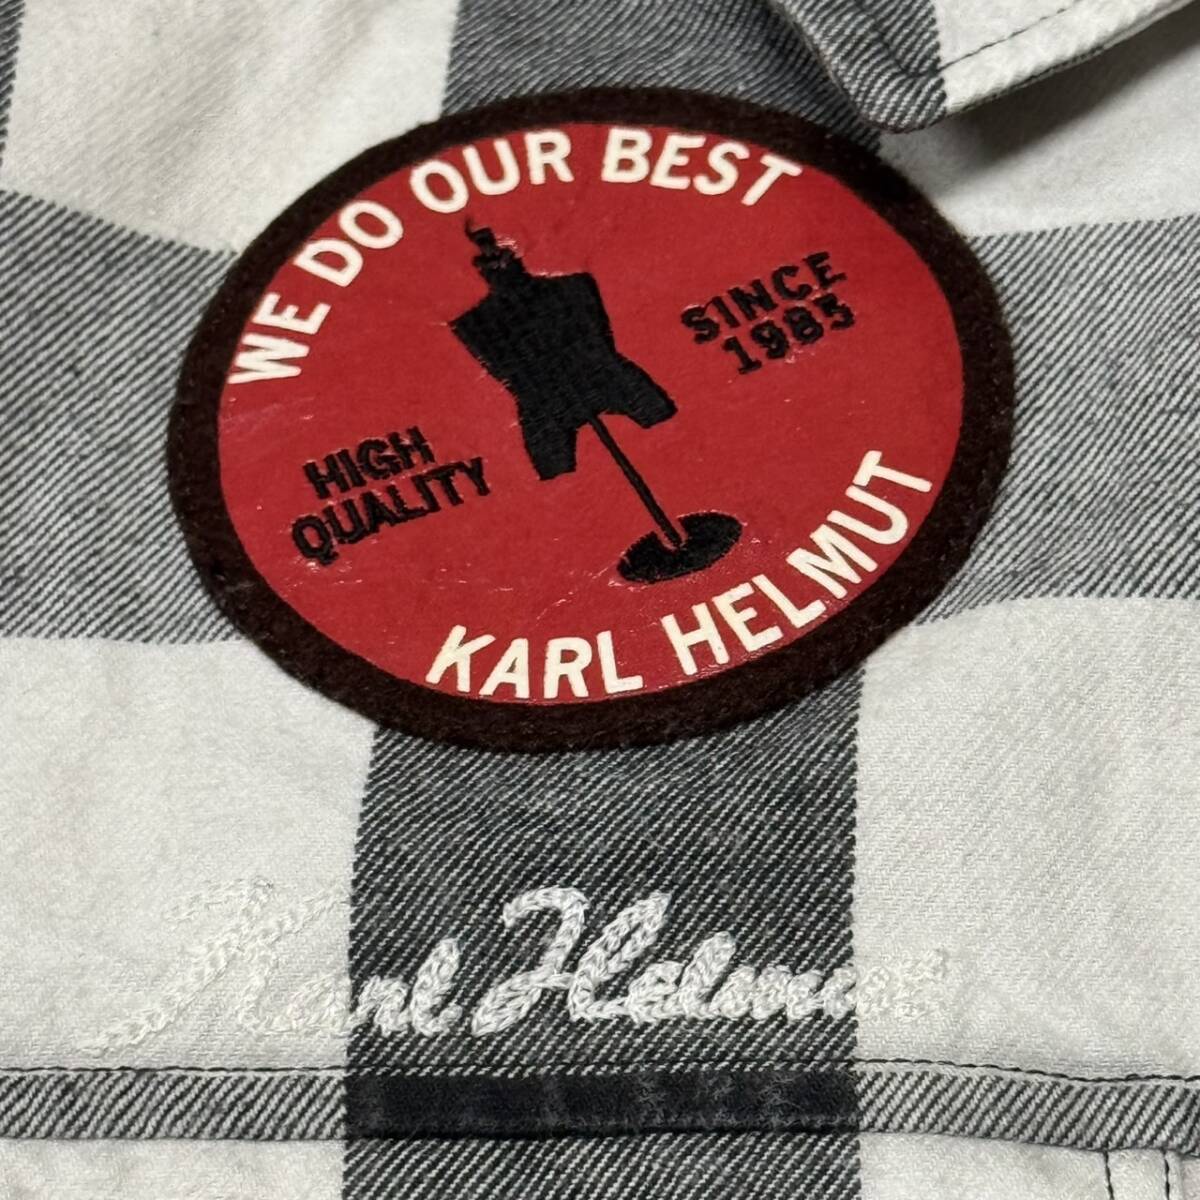 WE DO OUR BEST
SINCE
1985
HIGH
QUALITY
KARL HELMUT
Karl Helmut